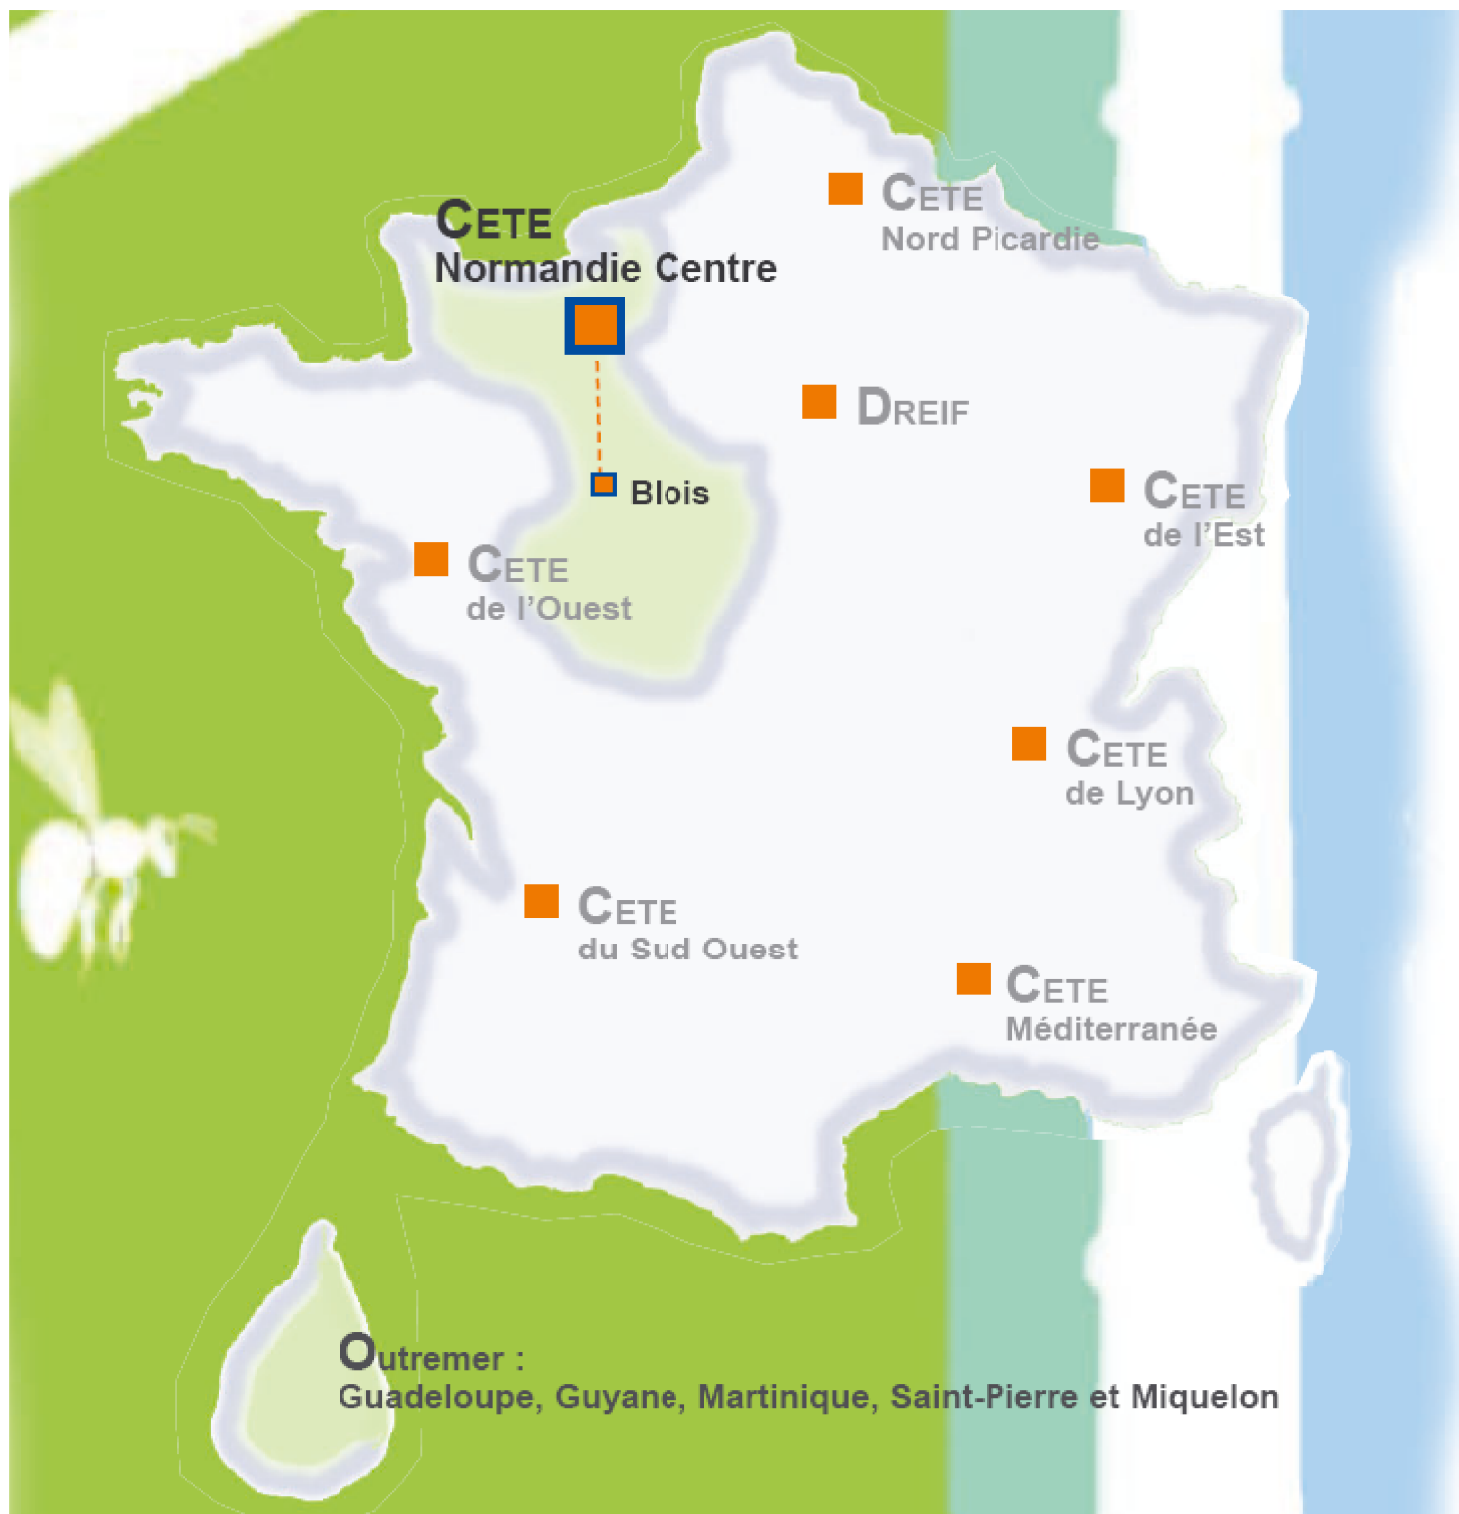 CETE
Nord Picardie
CETE
Normandie Centre
DREIF
CETE
de l’Est
Blois
CETE
de l’Ouest
CETE
de Lyon
CETE
du Sud Ouest
CETE
Méditerranée
Outremer :
Guadeloupe, Guyane, Martinique, Saint-Pierre et Miquelon